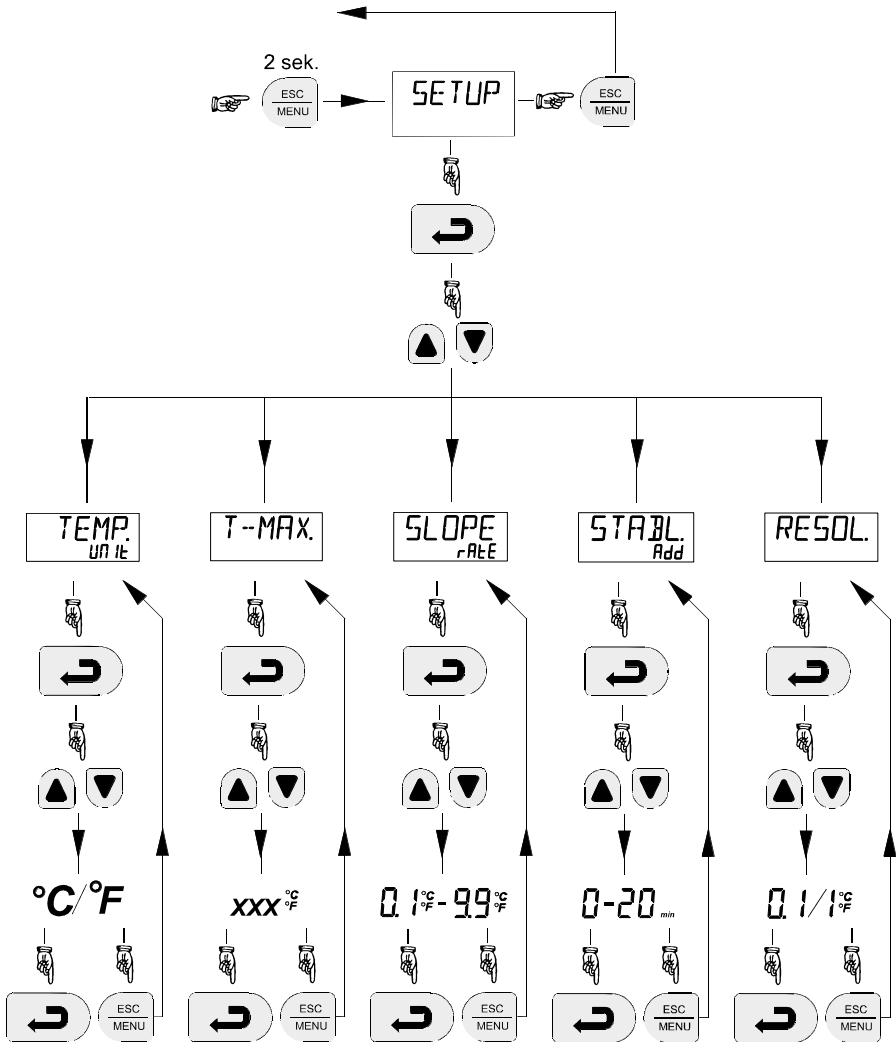 2 sek.
ESC
MENU
SETUP
ESC
MENU
TEMP.
UNIt
T--MAX.
SLOPE
rAtE
STABL.
Add
RESOL.
°C/°F
xxx °C
°F
0.1 °C
°F - 9.9 °C
°F
0-20 min
0.1/1 °C
°F
ESC
MENU
ESC
MENU
ESC
MENU
ESC
MENU
ESC
MENU